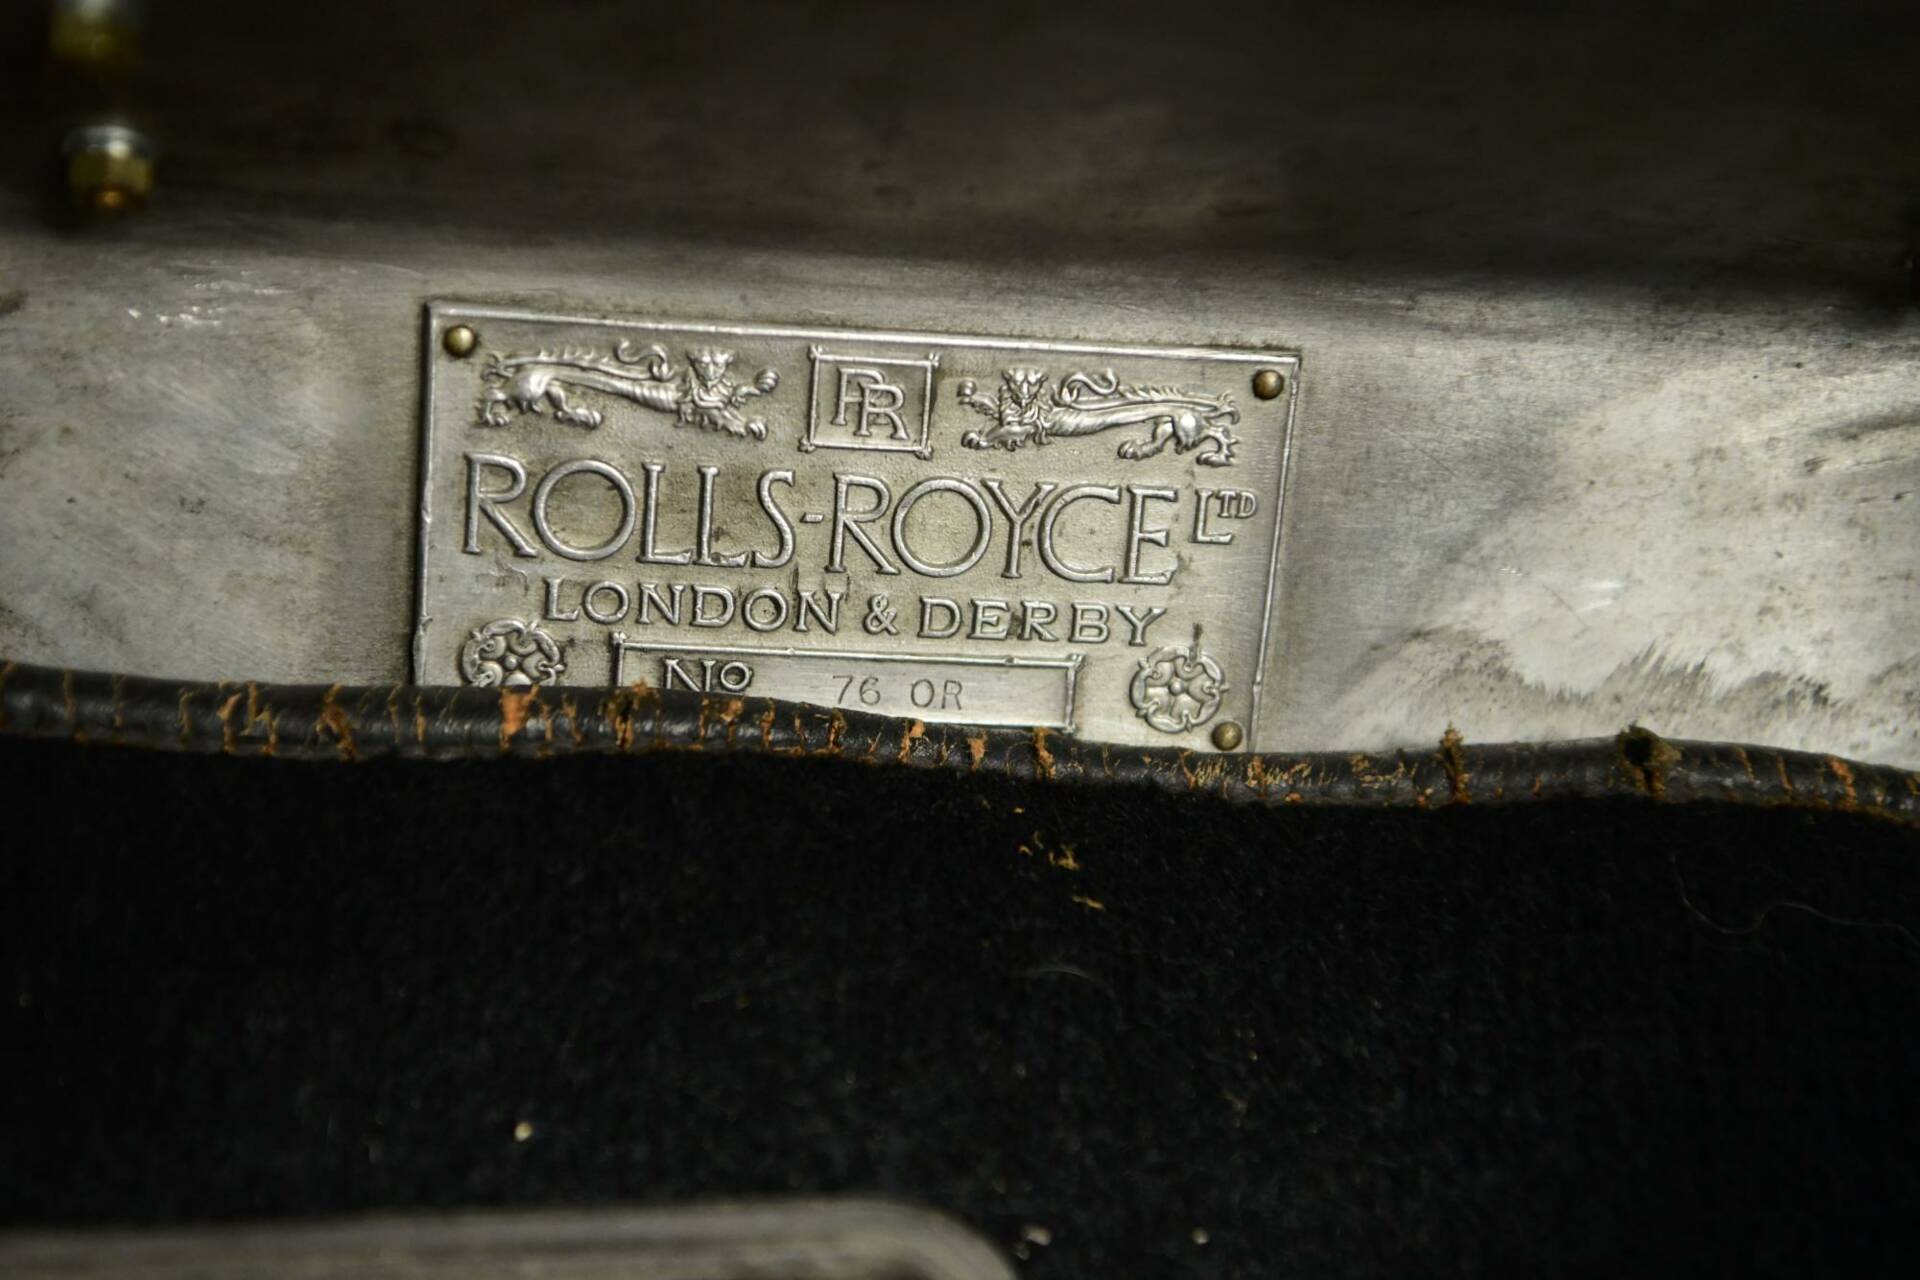 RR
ROLLS-ROYCE LTD
LONDON & DERBY
No 76 OR